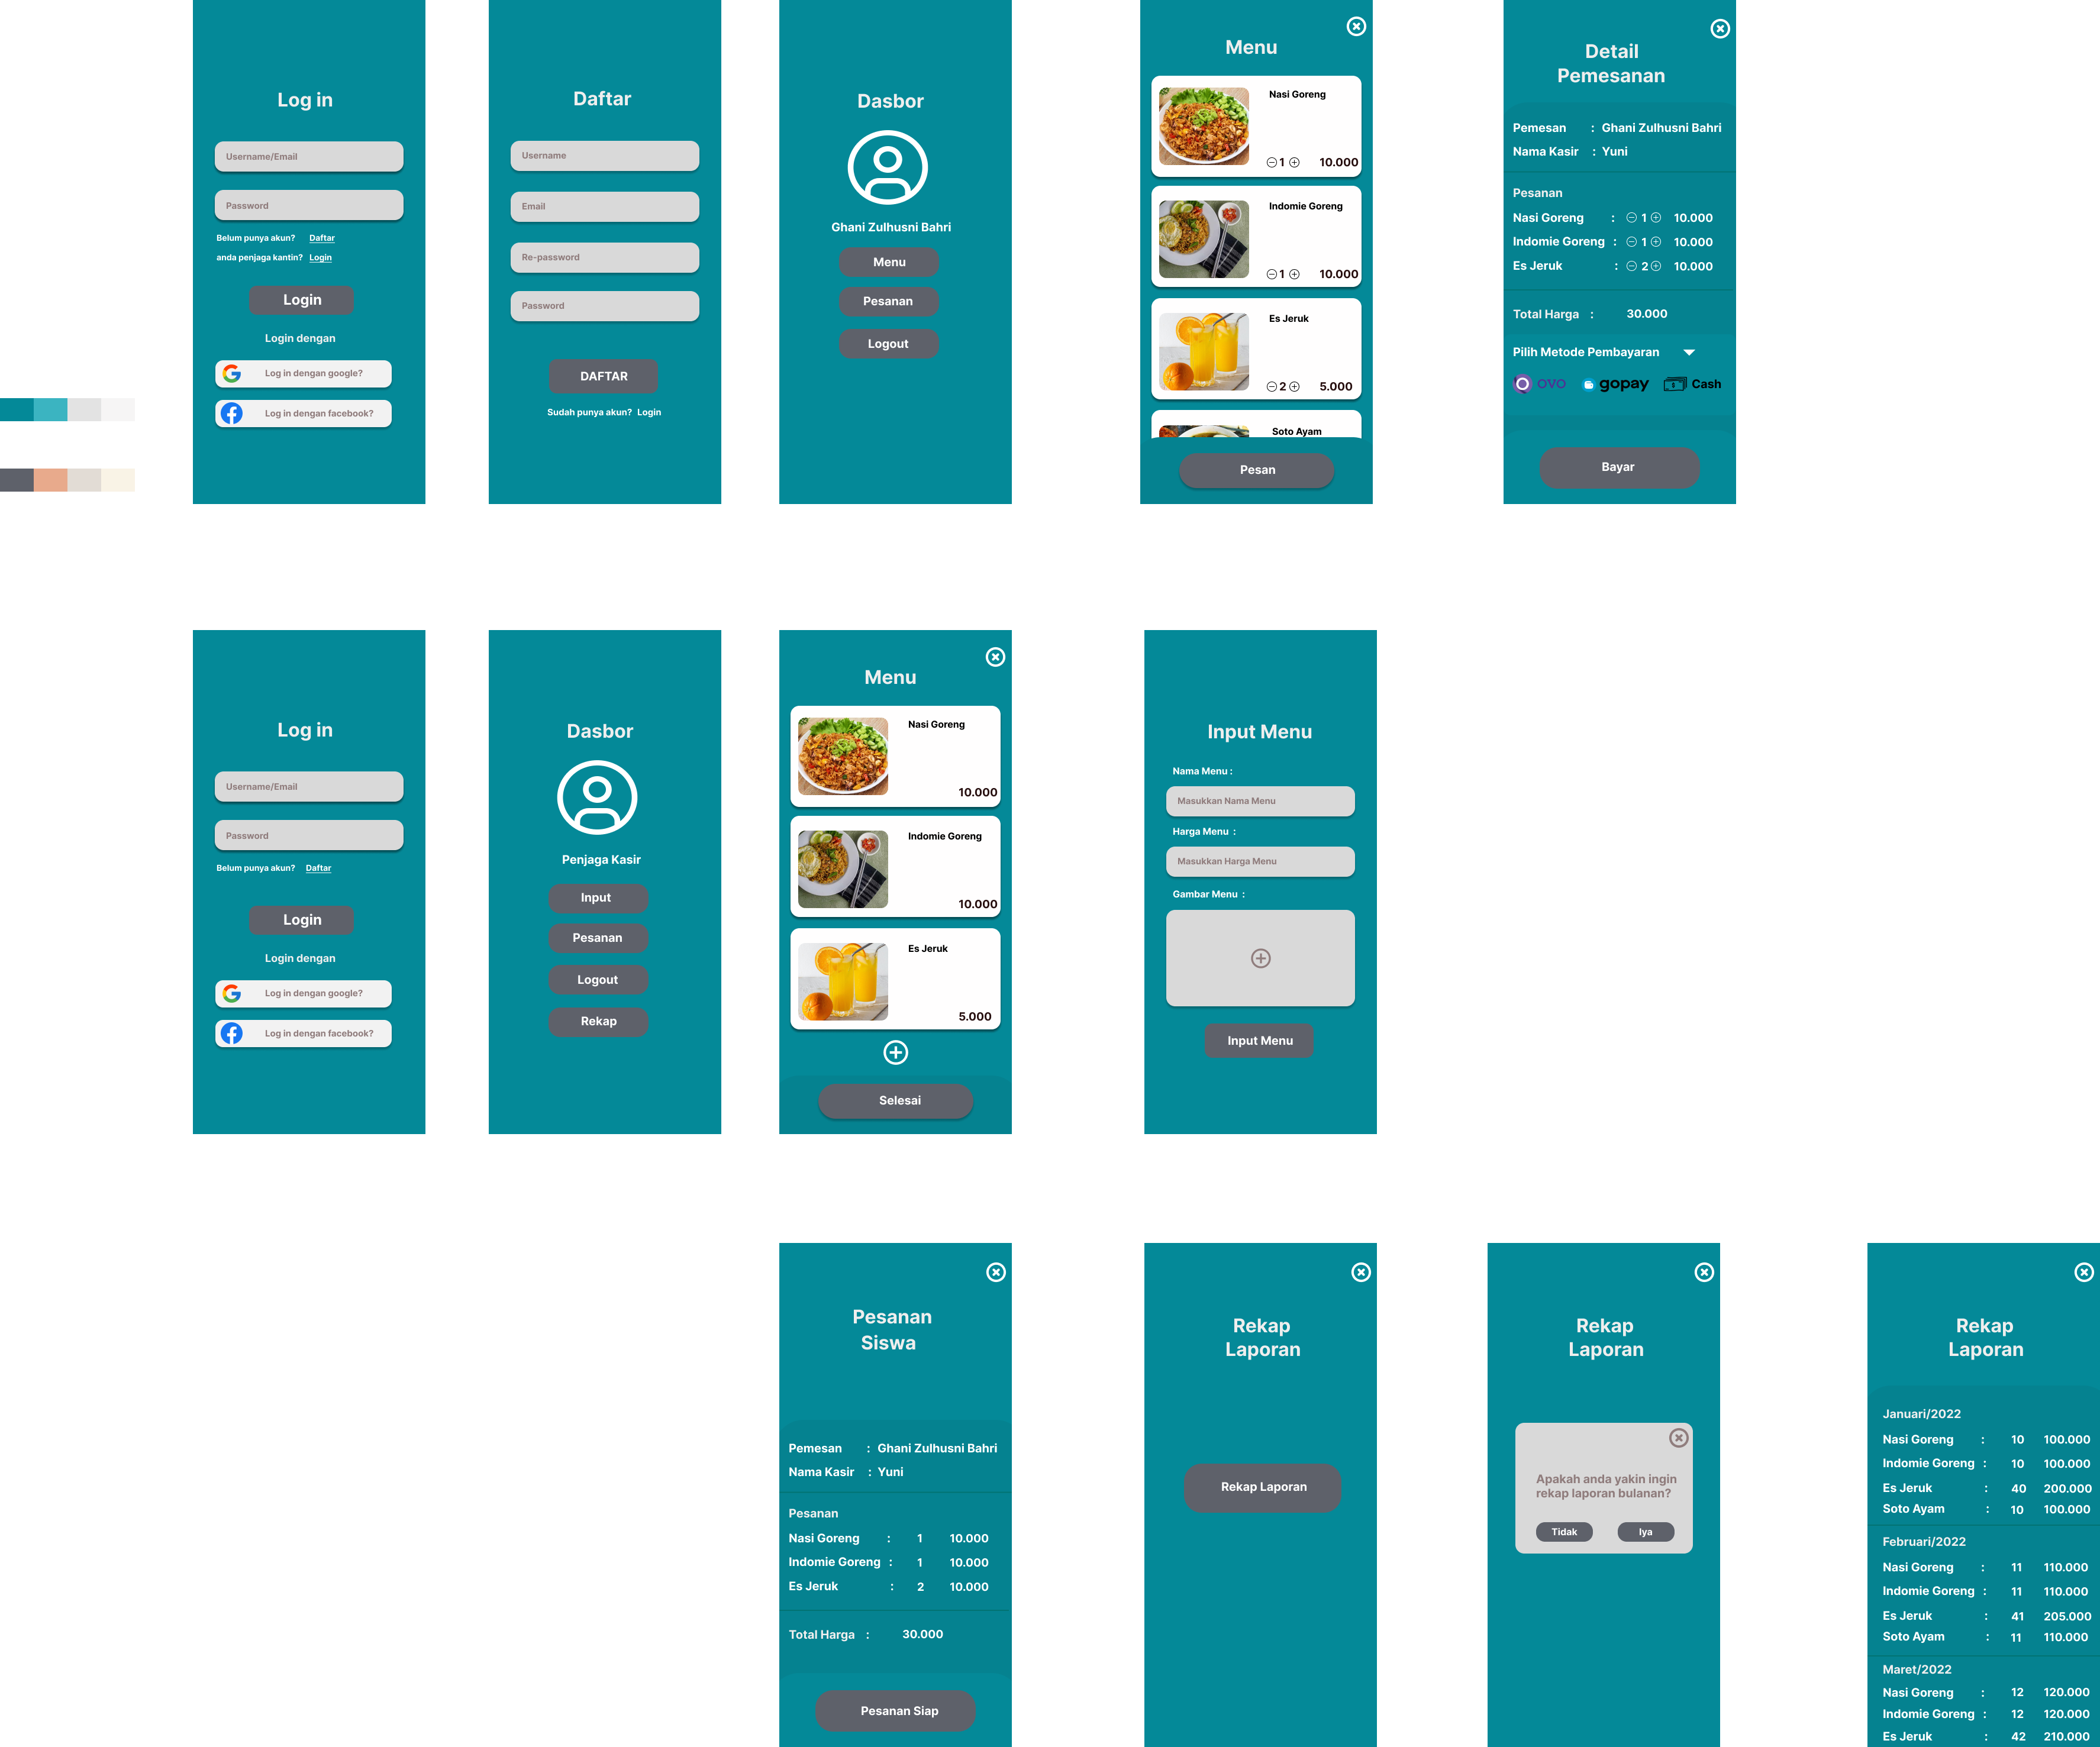 Log in
Username/Email
Password
Belum punya akun? Daftar
anda penjaga kantin? Login
Login
Login dengan
Log in dengan google?
Log in dengan facebook?
Daftar
Username
Email
Re-password
Password
DAFTAR
Sudah punya akun? Login
Dasbor
Ghani Zulhusni Bahri
Menu
Pesanan
Logout
Menu
Nasi Goreng
1 10.000
Indomie Goreng
1 10.000
Es Jeruk
2 5.000
Soto Ayam
Pesan
Detail
Pemesanan
Pemesan : Ghani Zulhusni Bahri
Nama Kasir : Yuni
Pesanan
Nasi Goreng : 1 10.000
Indomie Goreng : 1 10.000
Es Jeruk : 2 10.000
Total Harga : 30.000
Pilih Metode Pembayaran
OVO gopay Cash
Bayar
Log in
Username/Email
Password
Belum punya akun? Daftar
Login
Login dengan
Log in dengan google?
Log in dengan facebook?
Dasbor
Penjaga Kasir
Input
Pesanan
Logout
Rekap
Menu
Nasi Goreng
10.000
Indomie Goreng
10.000
Es Jeruk
5.000
Selesai
Input Menu
Nama Menu :
Masukkan Nama Menu
Harga Menu :
Masukkan Harga Menu
Gambar Menu :
Input Menu
Pesanan
Siswa
Pemesan : Ghani Zulhusni Bahri
Nama Kasir : Yuni
Pesanan
Nasi Goreng : 1 10.000
Indomie Goreng : 1 10.000
Es Jeruk : 2 10.000
Total Harga : 30.000
Pesanan Siap
Rekap
Laporan
Rekap Laporan
Rekap
Laporan
Apakah anda yakin ingin
rekap laporan bulanan?
Tidak Iya
Rekap
Laporan
Januari/2022
Nasi Goreng : 10 100.000
Indomie Goreng : 10 100.000
Es Jeruk : 40 200.000
Soto Ayam : 10 100.000
Februari/2022
Nasi Goreng : 11 110.000
Indomie Goreng : 11 110.000
Es Jeruk : 41 205.000
Soto Ayam : 11 110.000
Maret/2022
Nasi Goreng : 12 120.000
Indomie Goreng : 12 120.000
Es Jeruk : 42 210.000